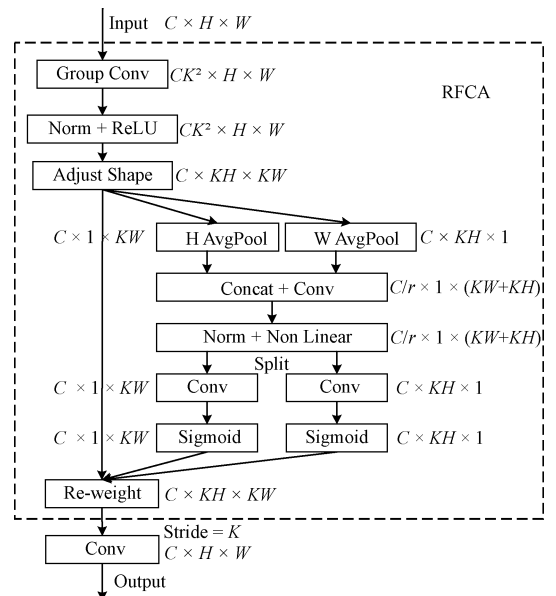 Input C × H × W
Group Conv CK² × H × W
RFCA
Norm + ReLU CK² × H × W
Adjust Shape C × KH × KW
C × 1 × KW H AvgPool W AvgPool C × KH × 1
Concat + Conv C/r × 1 × (KW+KH)
Norm + Non Linear C/r × 1 × (KW+KH)
Split
C × 1 × KW Conv Conv C × KH × 1
C × 1 × KW Sigmoid Sigmoid C × KH × 1
Re-weight C × KH × KW
Stride = K
Conv C × H × W
Output